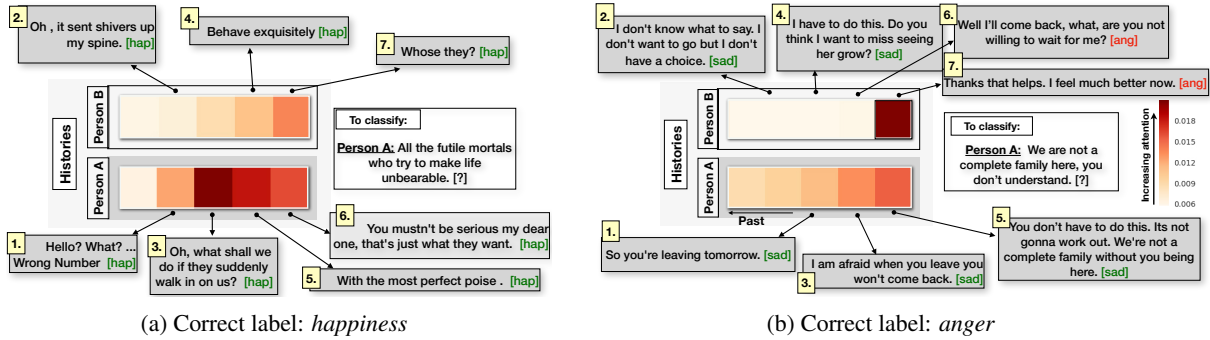 2.
Oh , it sent shivers up
my spine. [hap]
4.
Behave exquisitely [hap]
7.
Whose they? [hap]
Histories
Person B
Person A
To classify:
Person A: All the futile mortals
who try to make life
unbearable. [?]
1.
Hello? What? ...
Wrong Number [hap]
3.
Oh, what shall we
do if they suddenly
walk in on us? [hap]
6.
You mustn't be serious my dear
one, that's just what they want. [hap]
5.
With the most perfect poise . [hap]
(a) Correct label: happiness
2.
I don't know what to say. I
don't want to go but I don't
have a choice. [sad]
4.
I have to do this. Do you
think I want to miss seeing
her grow? [sad]
6.
Well I'll come back, what, are you not
willing to wait for me? [ang]
7.
Thanks that helps. I feel much better now. [ang]
Histories
Person B
Person A
Past
To classify:
Person A: We are not a
complete family here, you
don't understand. [?]
Increasing attention
0.018
0.015
0.012
0.009
0.006
1.
So you're leaving tomorrow. [sad]
3.
I am afraid when you leave you
won't come back. [sad]
5.
You don't have to do this. Its not
gonna work out. We're not a
complete family without you being
here. [sad]
(b) Correct label: anger